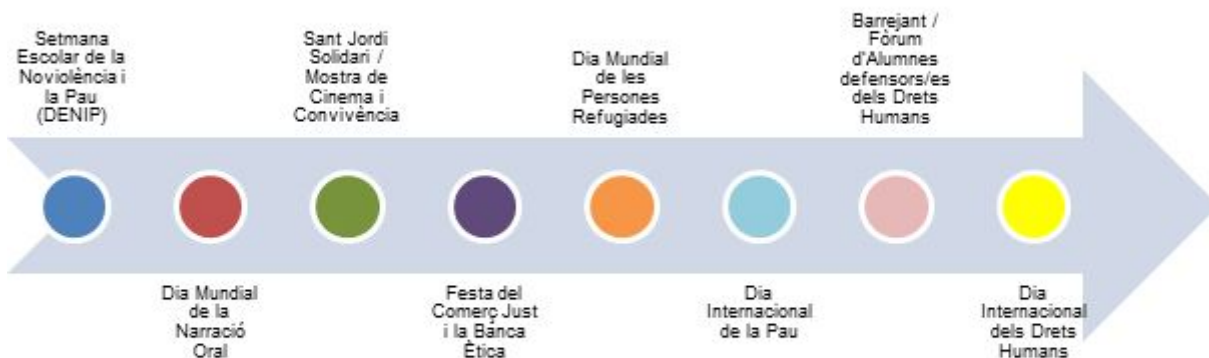 Setmana
Escolar de la
Noviolència i
la Pau
(DENIP)
Dia Mundial
de la
Narració
Oral
Sant Jordi
Solidari /
Mostra de
Cinema i
Convivència
Festa del
Comerç Just
i la Banca
Ètica
Dia Mundial
de les
Persones
Refugiades
Dia
Internacional
de la Pau
Barrejant /
Fòrum
d'Alumnes
defensors/es
dels Drets
Humans
Dia
Internacional
dels Drets
Humans